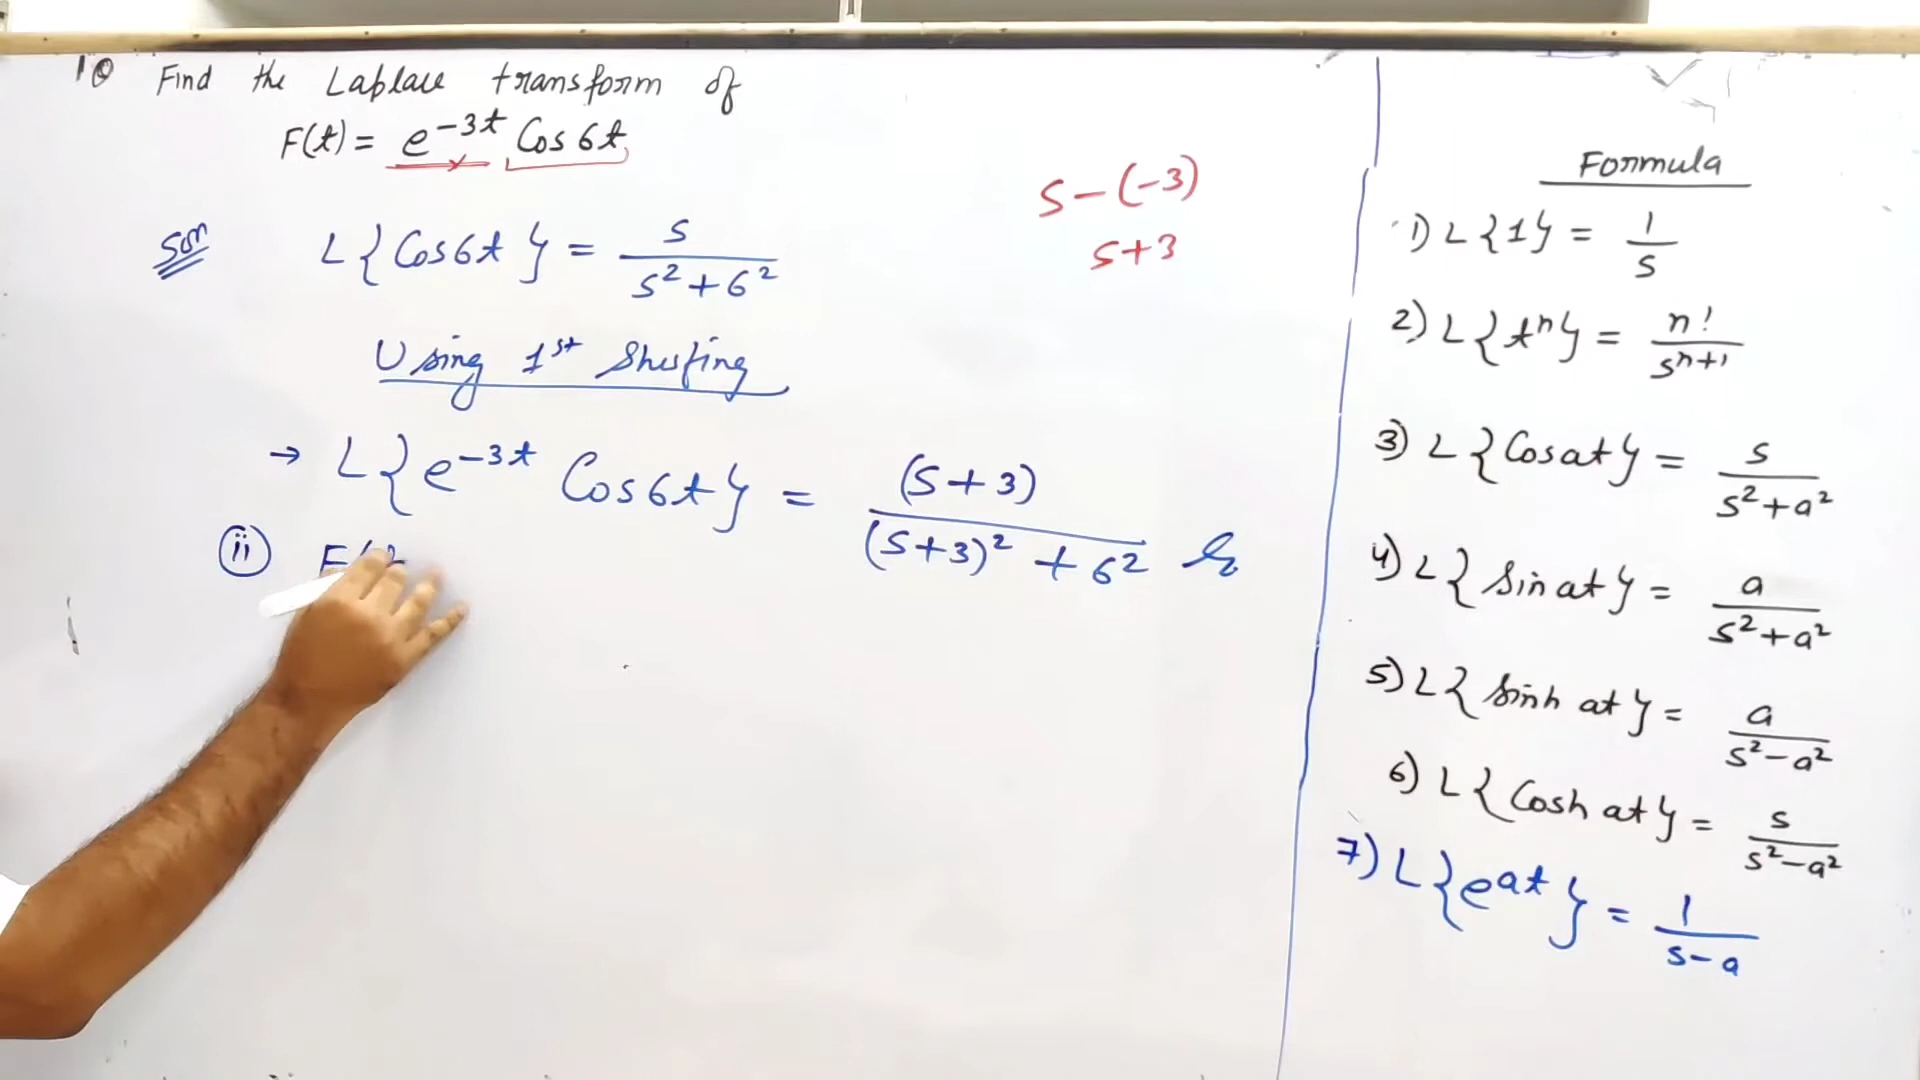 1Q Find the Laplace transform of
F(t) = e^{-3t} Cos 6t
Soln L{Cos6t} = s/(s²+6²)
s-(-3)
s+3
Using 1st Shifting
→ L{e^{-3t} Cos6t} = (s+3)/((s+3)²+6²)
(ii) F(t
Formula
1) L{1} = 1/s
2) L{t^n} = n!/s^{n+1}
3) L{Cosat} = s/(s²+a²)
4) L{Sinat} = a/(s²+a²)
5) L{Sinh at} = a/(s²-a²)
6) L{Cosh at} = s/(s²-a²)
7) L{e^{at}} = 1/(s-a)